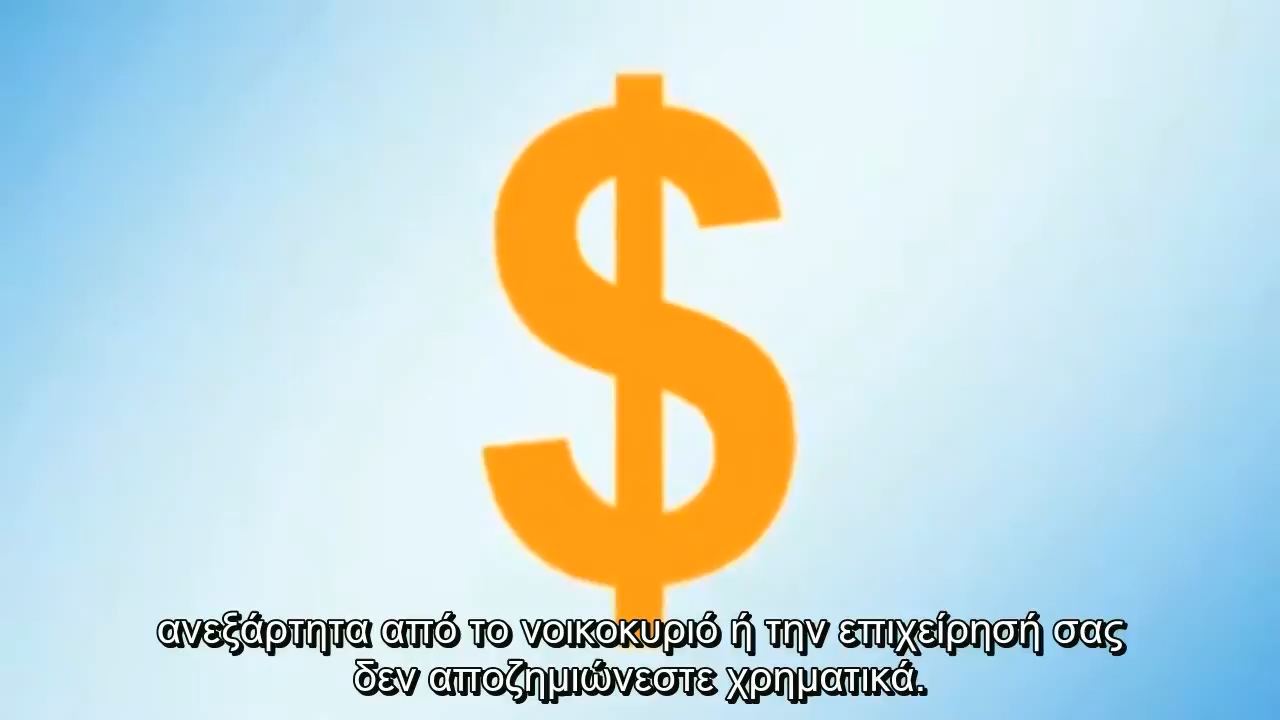 $
ανεξάρτητα από το νοικοκυριό ή την επιχείρησή σας
δεν αποζημιώνεστε χρηματικά.